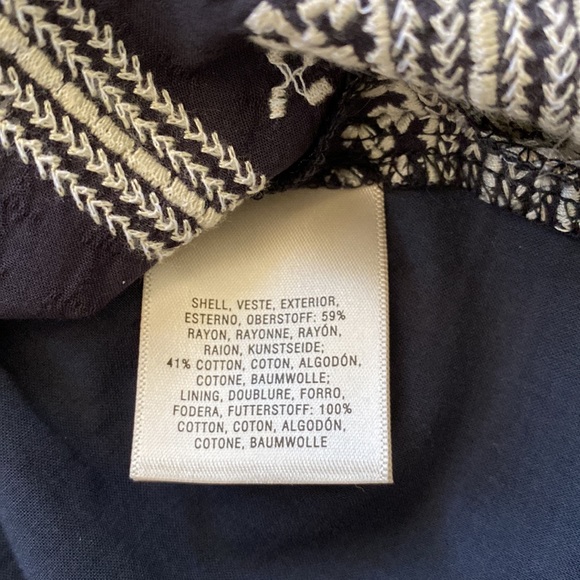 SHELL, VESTE, EXTERIOR,
ESTERNO, OBERSTOFF: 59%
RAYON, RAYONNE, RAYÓN,
RAION, KUNSTSEIDE;
41% COTTON, COTON, ALGODÓN,
COTONE, BAUMWOLLE;
LINING, DOUBLURE, FORRO,
FODERA, FUTTERSTOFF: 100%
COTTON, COTON, ALGODÓN,
COTONE, BAUMWOLLE